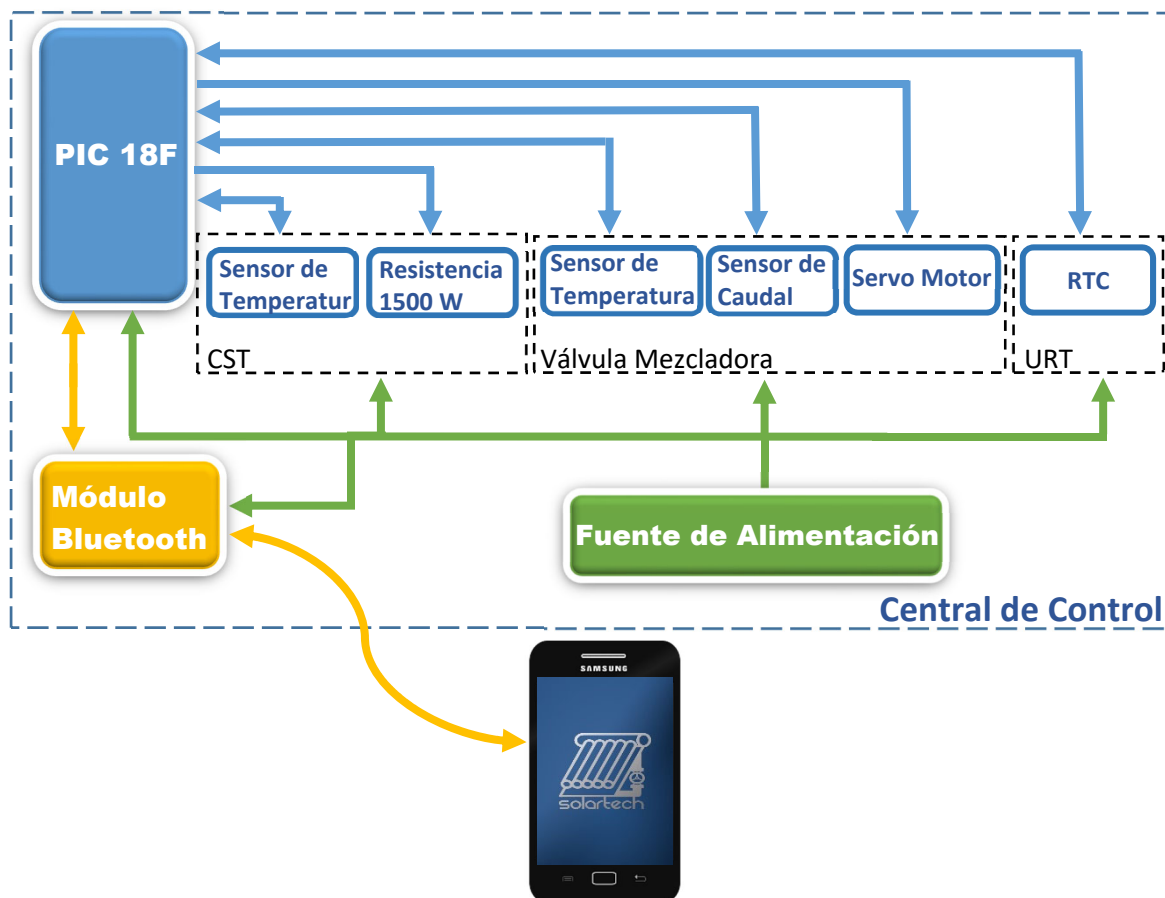 PIC 18F
Sensor de
Temperatur
Resistencia
1500 W
CST
Sensor de
Temperatura
Sensor de
Caudal
Servo Motor
Válvula Mezcladora
RTC
URT
Módulo
Bluetooth
Fuente de Alimentación
Central de Control
SAMSUNG
solartech